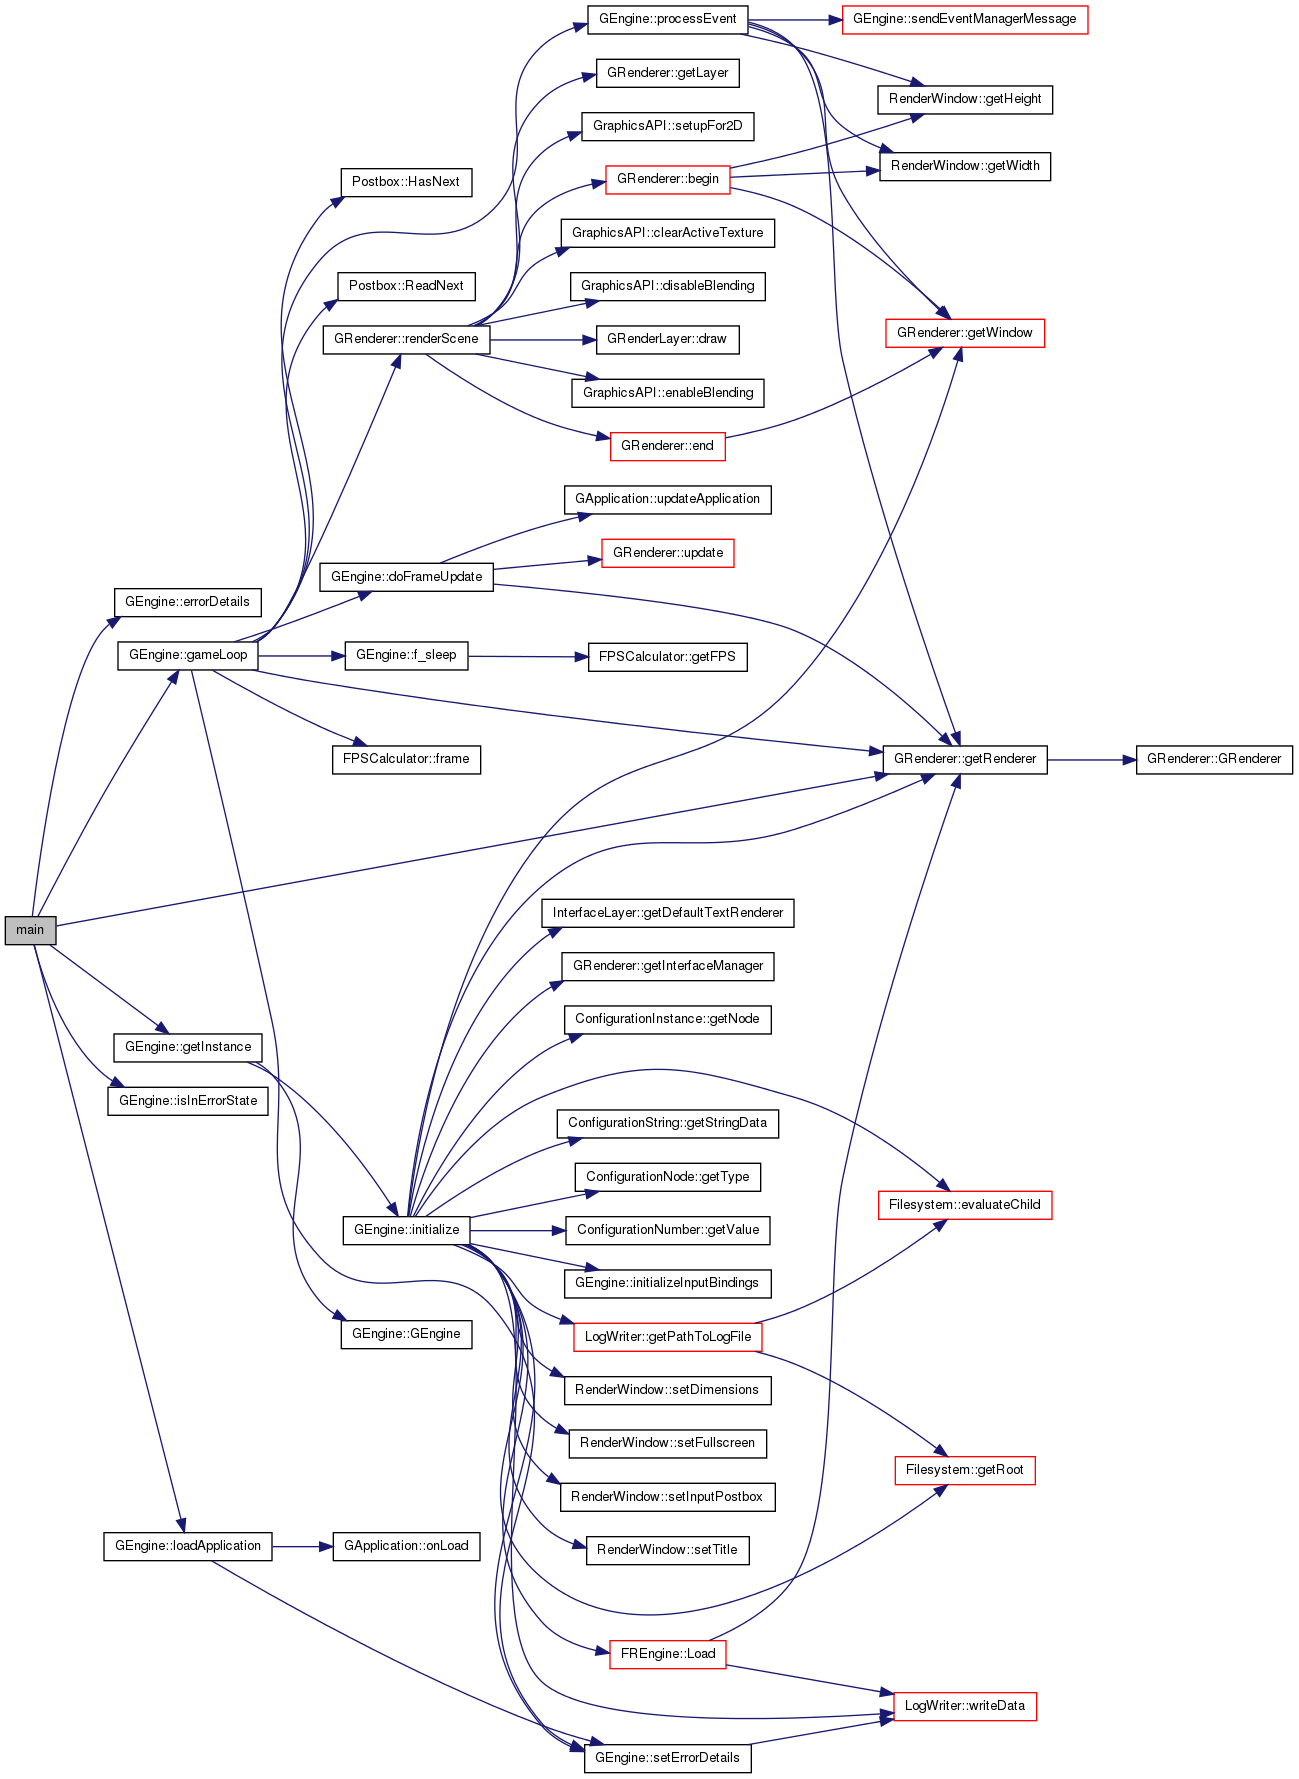 GEngine::processEvent
GEngine::sendEventManagerMessage
GRenderer::getLayer
RenderWindow::getHeight
GraphicsAPI::setupFor2D
RenderWindow::getWidth
Postbox::HasNext
GRenderer::begin
GraphicsAPI::clearActiveTexture
Postbox::ReadNext
GraphicsAPI::disableBlending
GRenderer::renderScene
GRenderLayer::draw
GRenderer::getWindow
GraphicsAPI::enableBlending
GRenderer::end
GApplication::updateApplication
GRenderer::update
GEngine::doFrameUpdate
GEngine::errorDetails
GEngine::gameLoop
GEngine::f_sleep
FPSCalculator::getFPS
FPSCalculator::frame
GRenderer::getRenderer
GRenderer::GRenderer
main
InterfaceLayer::getDefaultTextRenderer
GRenderer::getInterfaceManager
ConfigurationInstance::getNode
GEngine::getInstance
GEngine::isInErrorState
ConfigurationString::getStringData
ConfigurationNode::getType
Filesystem::evaluateChild
GEngine::initialize
ConfigurationNumber::getValue
GEngine::initializeInputBindings
GEngine::GEngine
LogWriter::getPathToLogFile
RenderWindow::setDimensions
RenderWindow::setFullscreen
Filesystem::getRoot
RenderWindow::setInputPostbox
GEngine::loadApplication
GApplication::onLoad
RenderWindow::setTitle
FREngine::Load
LogWriter::writeData
GEngine::setErrorDetails